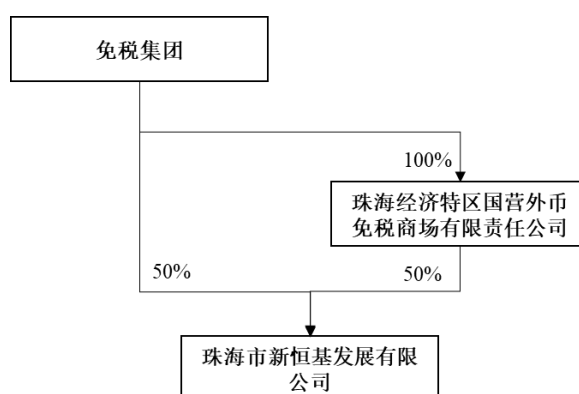 免税集团
100%
珠海经济特区国营外币
免税商场有限责任公司
50%
50%
珠海市新恒基发展有限
公司